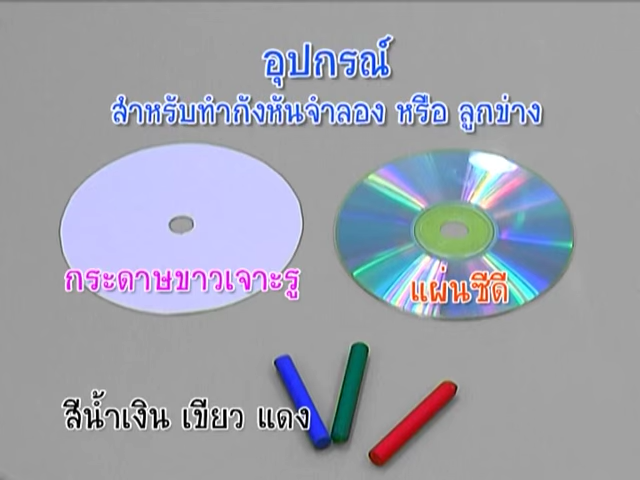 อุปกรณ์
สำหรับทำกังหันจำลอง หรือ ลูกข่าง
กระดาษขาวเจาะรู
แผ่นซีดี
สีน้ำเงิน เขียว แดง